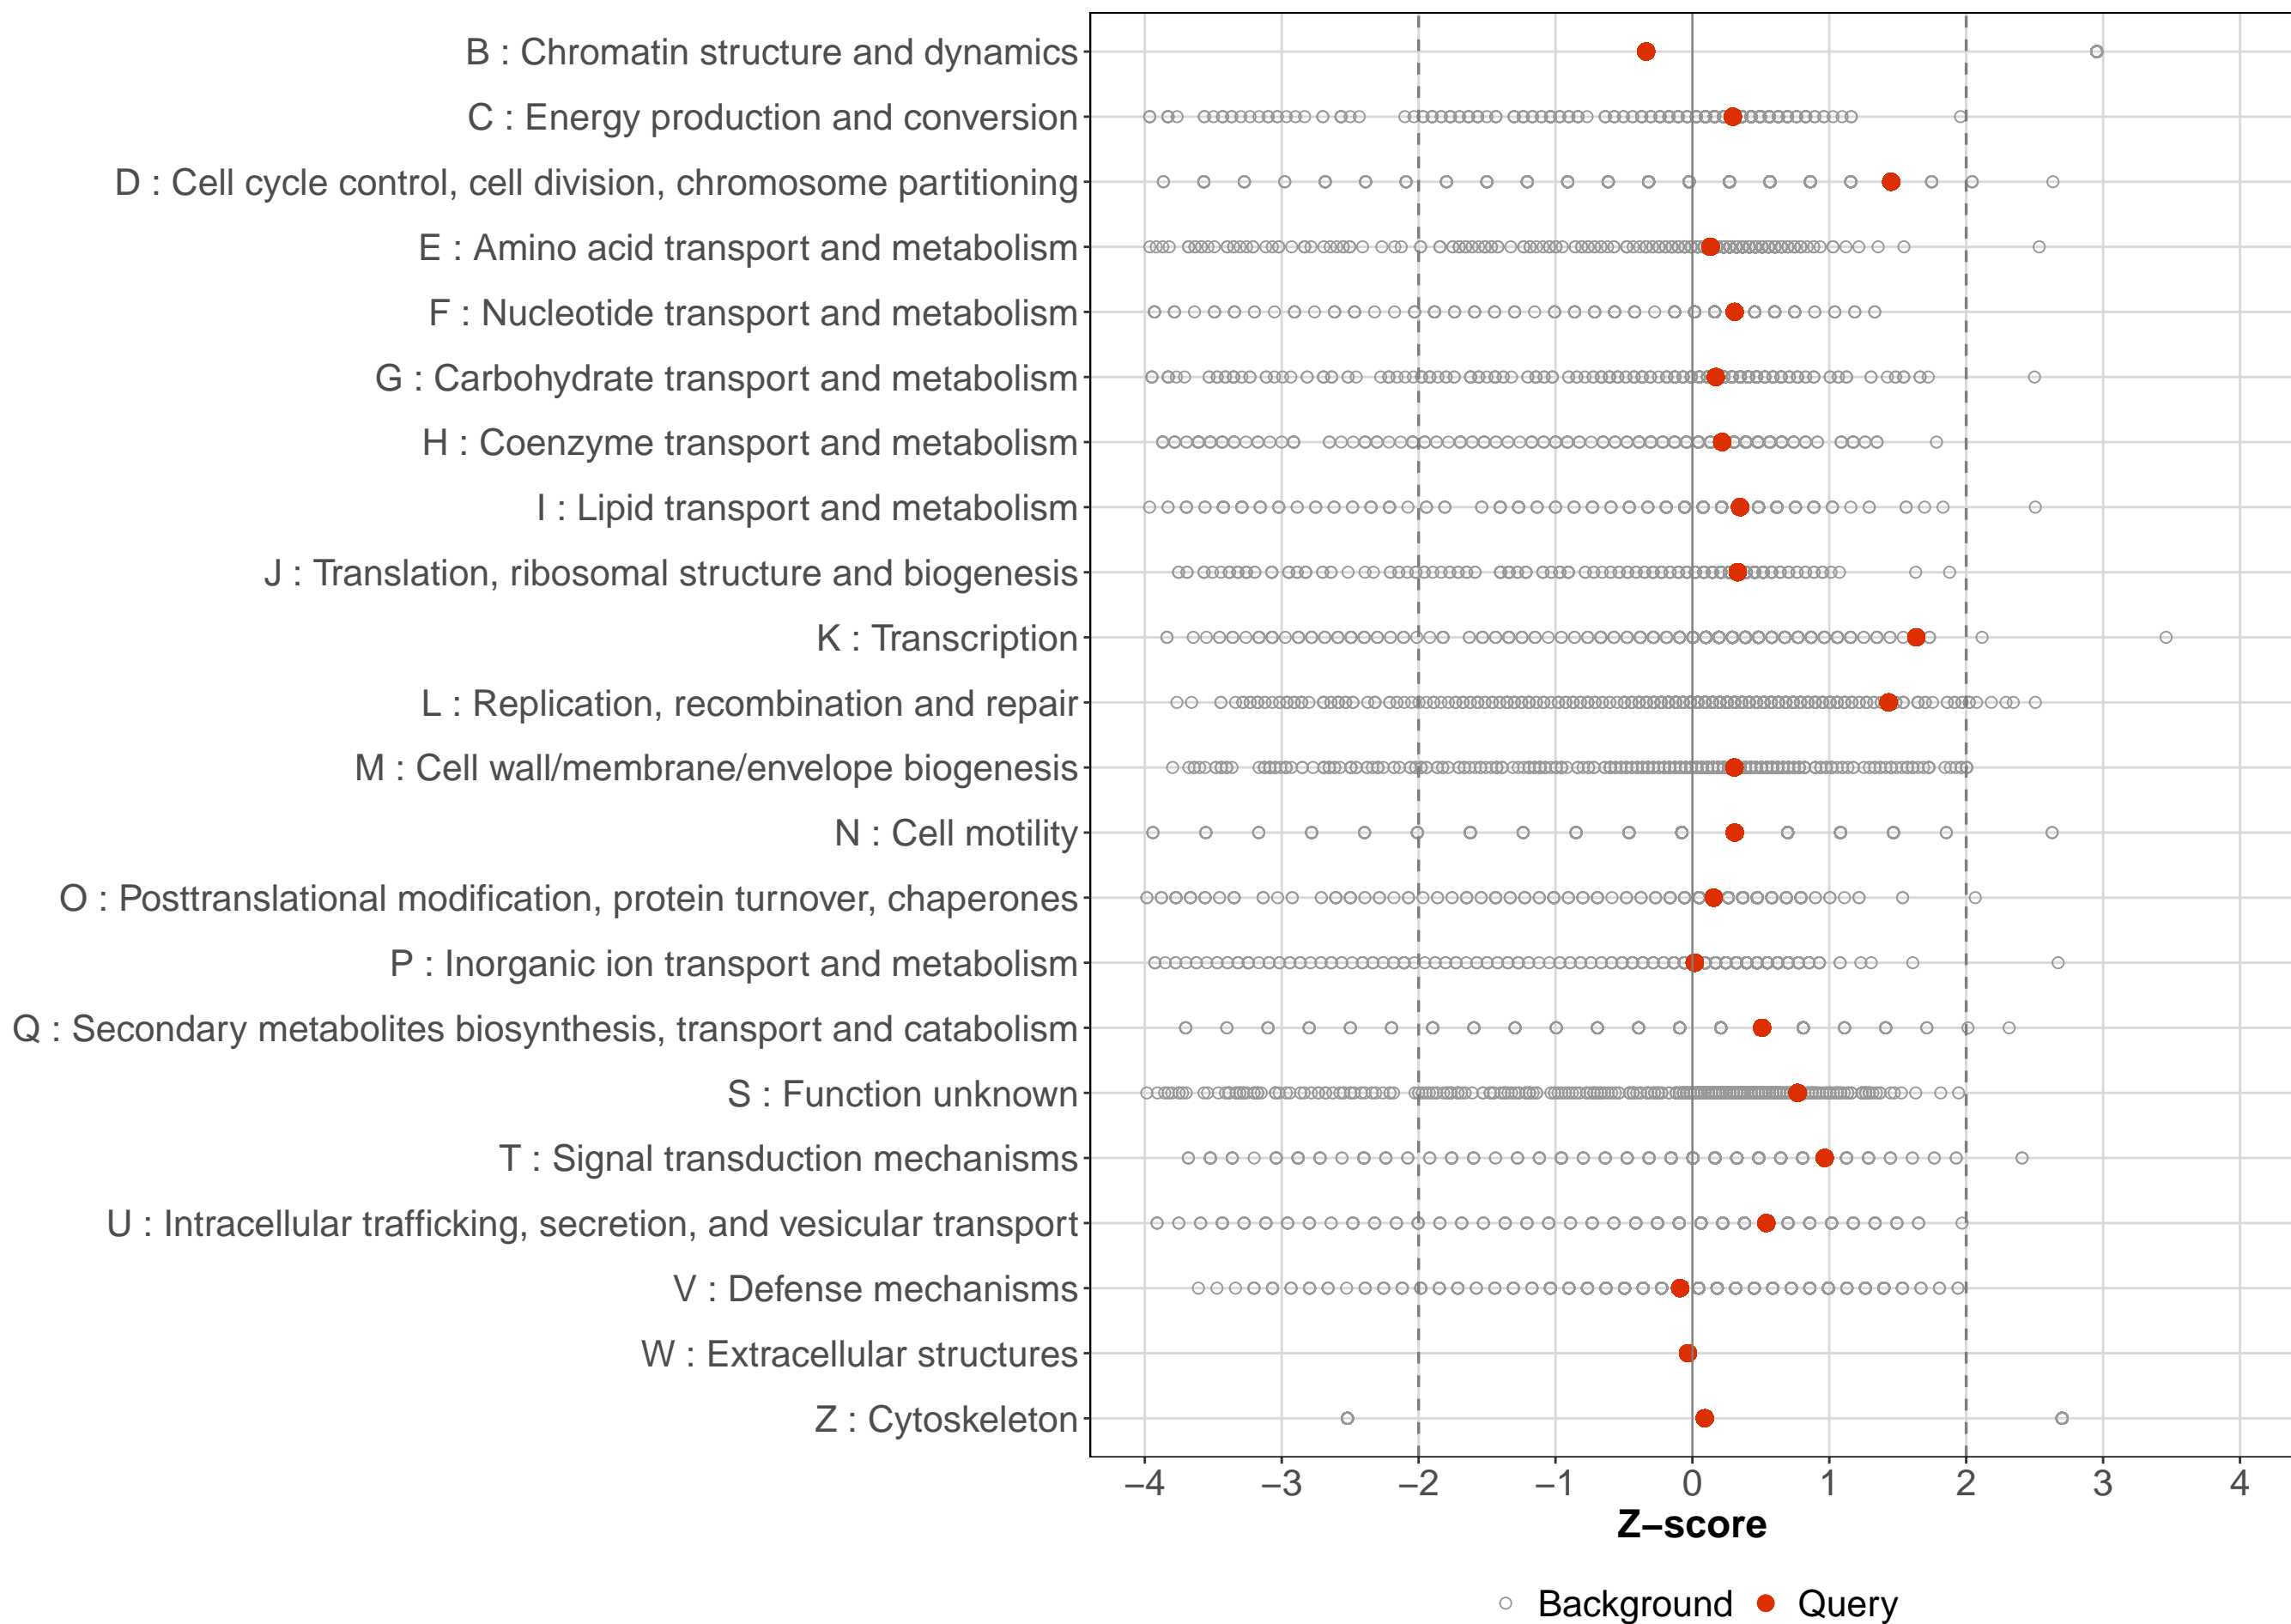 B : Chromatin structure and dynamics
C : Energy production and conversion
D : Cell cycle control, cell division, chromosome partitioning
E : Amino acid transport and metabolism
F : Nucleotide transport and metabolism
G : Carbohydrate transport and metabolism
H : Coenzyme transport and metabolism
I : Lipid transport and metabolism
J : Translation, ribosomal structure and biogenesis
K : Transcription
L : Replication, recombination and repair
M : Cell wall/membrane/envelope biogenesis
N : Cell motility
O : Posttranslational modification, protein turnover, chaperones
P : Inorganic ion transport and metabolism
Q : Secondary metabolites biosynthesis, transport and catabolism
S : Function unknown
T : Signal transduction mechanisms
U : Intracellular trafficking, secretion, and vesicular transport
V : Defense mechanisms
W : Extracellular structures
Z : Cytoskeleton
−4 −3 −2 −1 0 1 2 3 4
Z−score
Background Query